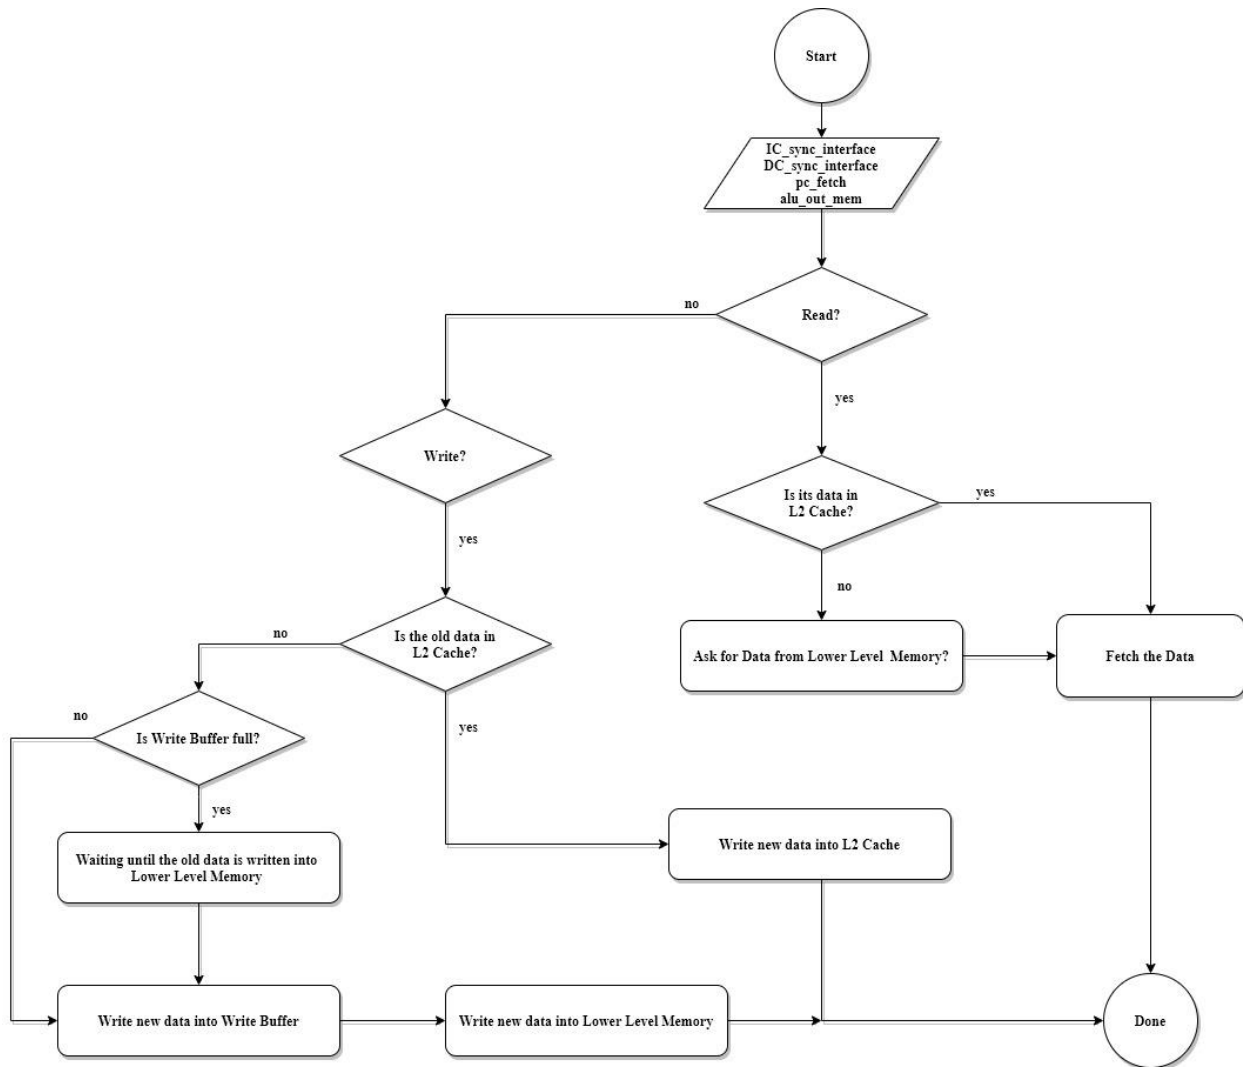 Start
IC_sync_interface
DC_sync_interface
pc_fetch
alu_out_mem
no
Read?
yes
Write?
Is its data in
L2 Cache?
yes
yes
no
no
Is the old data in
L2 Cache?
Ask for Data from Lower Level Memory?
Fetch the Data
no
Is Write Buffer full?
yes
yes
Waiting until the old data is written into
Lower Level Memory
Write new data into L2 Cache
Write new data into Write Buffer
Write new data into Lower Level Memory
Done